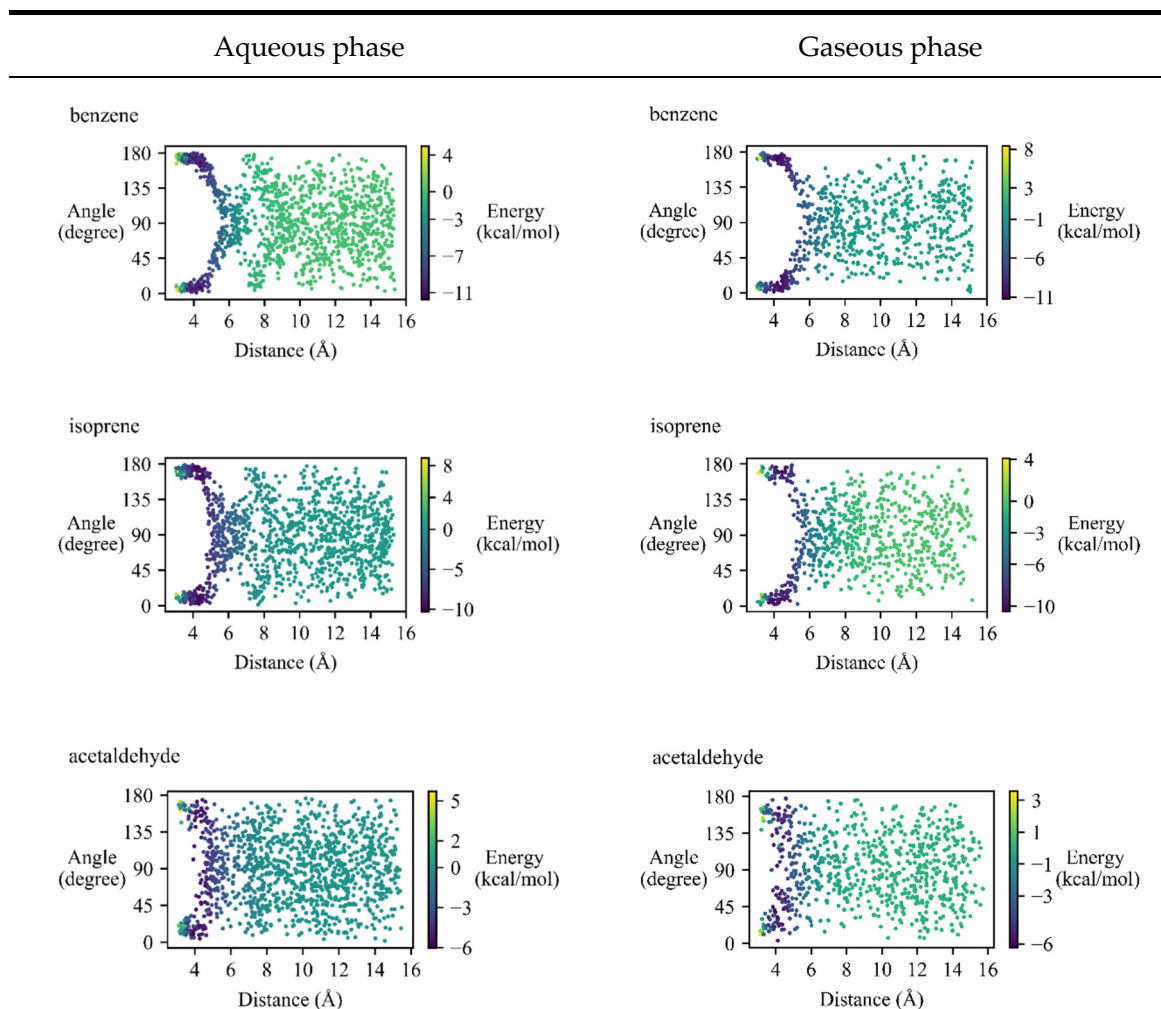 Aqueous phase
Gaseous phase
benzene
180
135
90
45
0
Angle
(degree)
4
6
8
10
12
14
16
Distance (Å)
4
0
−3
−7
−11
Energy
(kcal/mol)
benzene
180
135
90
45
0
Angle
(degree)
4
6
8
10
12
14
16
Distance (Å)
8
3
−1
−6
−11
Energy
(kcal/mol)
isoprene
180
135
90
45
0
Angle
(degree)
4
6
8
10
12
14
16
Distance (Å)
8
4
0
−5
−10
Energy
(kcal/mol)
isoprene
180
135
90
45
0
Angle
(degree)
4
6
8
10
12
14
16
Distance (Å)
4
0
−3
−6
−10
Energy
(kcal/mol)
acetaldehyde
180
135
90
45
0
Angle
(degree)
4
6
8
10
12
14
16
Distance (Å)
5
2
0
−3
−6
Energy
(kcal/mol)
acetaldehyde
180
135
90
45
0
Angle
(degree)
4
6
8
10
12
14
16
Distance (Å)
3
1
−1
−3
−6
Energy
(kcal/mol)